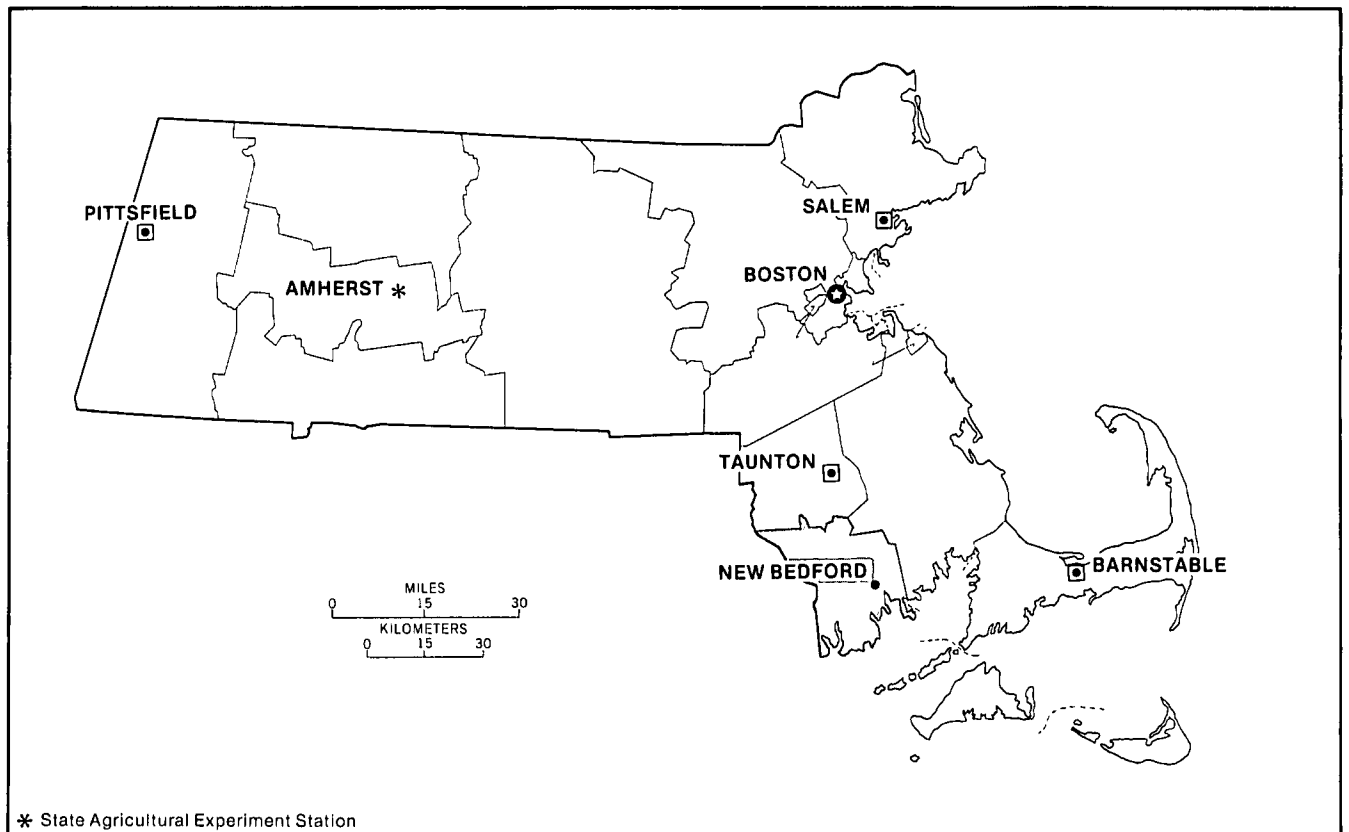 SALEM
PITTSFIELD
BOSTON
AMHERST *
TAUNTON
BARNSTABLE
NEW BEDFORD
MILES
0 15 30
KILOMETERS
0 15 30
* State Agricultural Experiment Station